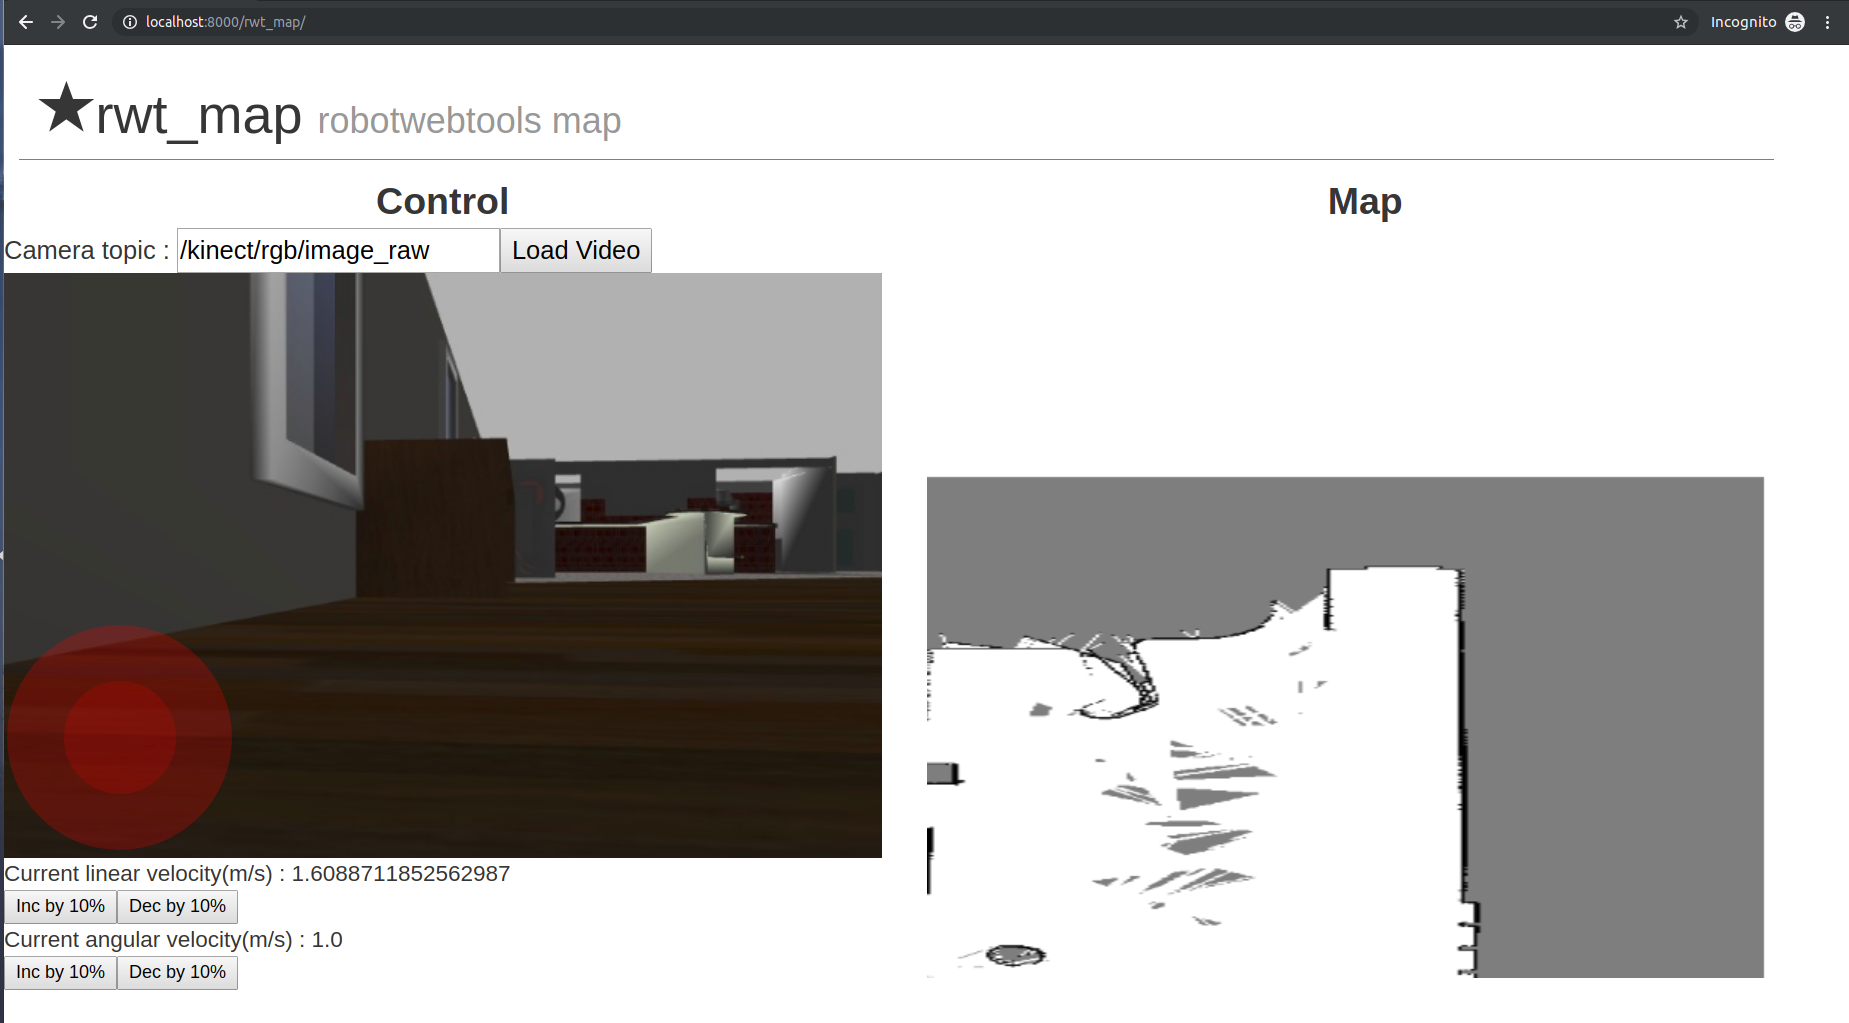 localhost:8000/rwt_map/
Incognito
★rwt_map robotwebtools map
Control
Map
Camera topic : /kinect/rgb/image_raw Load Video
Current linear velocity(m/s) : 1.6088711852562987
Inc by 10% Dec by 10%
Current angular velocity(m/s) : 1.0
Inc by 10% Dec by 10%